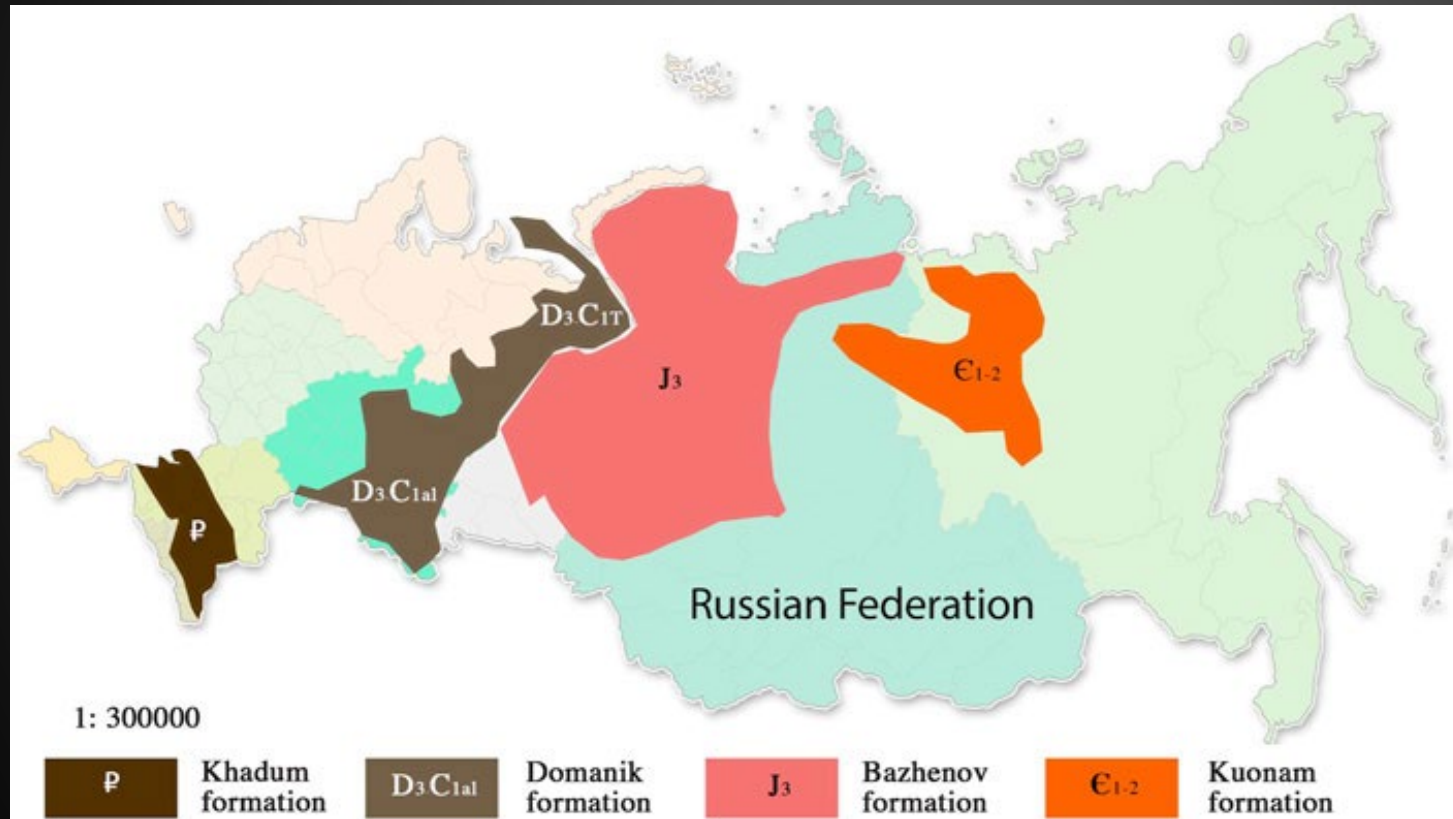 D₃C₁T
J₃
Є₁₋₂
D₃C₁al
₽
Russian Federation
1: 300000
₽ Khadum formation
D₃C₁al Domanik formation
J₃ Bazhenov formation
Є₁₋₂ Kuonam formation